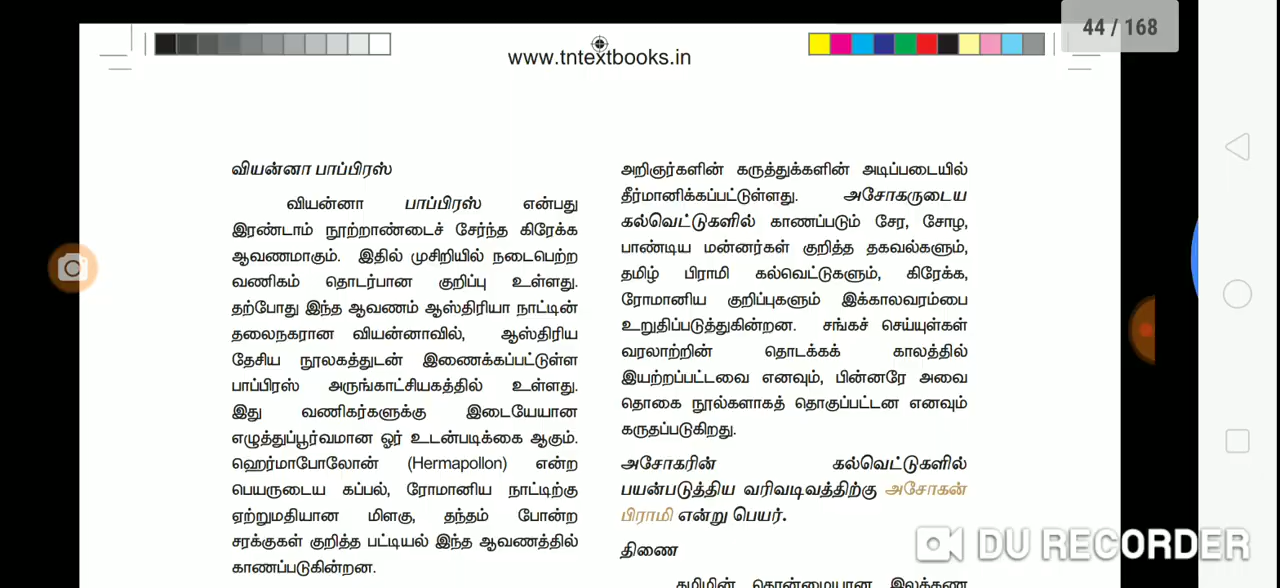 44 / 168
www.tntextbooks.in
வியன்னா பாப்பிரஸ்
வியன்னா பாப்பிரஸ் என்பது
இரண்டாம் நூற்றாண்டைச் சேர்ந்த கிரேக்க
ஆவணமாகும். இதில் முசிறியில் நடைபெற்ற
வணிகம் தொடர்பான குறிப்பு உள்ளது.
தற்போது இந்த ஆவணம் ஆஸ்திரியா நாட்டின்
தலைநகரான வியன்னாவில், ஆஸ்திரிய
தேசிய நூலகத்துடன் இணைக்கப்பட்டுள்ள
பாப்பிரஸ் அருங்காட்சியகத்தில் உள்ளது.
இது வணிகர்களுக்கு இடையேயான
எழுத்துப்பூர்வமான ஓர் உடன்படிக்கை ஆகும்.
ஹெர்மாபோலோன் (Hermapollon) என்ற
பெயருடைய கப்பல், ரோமானிய நாட்டிற்கு
ஏற்றுமதியான மிளகு, தந்தம் போன்ற
சரக்குகள் குறித்த பட்டியல் இந்த ஆவணத்தில்
காணப்படுகின்றன.
அறிஞர்களின் கருத்துக்களின் அடிப்படையில்
தீர்மானிக்கப்பட்டுள்ளது. அசோகருடைய
கல்வெட்டுகளில் காணப்படும் சேர, சோழ,
பாண்டிய மன்னர்கள் குறித்த தகவல்களும்,
தமிழ் பிராமி கல்வெட்டுகளும், கிரேக்க,
ரோமானிய குறிப்புகளும் இக்காலவரம்பை
உறுதிப்படுத்துகின்றன. சங்கச் செய்யுள்கள்
வரலாற்றின் தொடக்கக் காலத்தில்
இயற்றப்பட்டவை எனவும், பின்னரே அவை
தொகை நூல்களாகத் தொகுப்பட்டன எனவும்
கருதப்படுகிறது.
அசோகரின் கல்வெட்டுகளில்
பயன்படுத்திய வரிவடிவத்திற்கு அசோகன்
பிராமி என்று பெயர்.
திணை
தமிழின் தொன்மையான இலக்கண
DU RECORDER